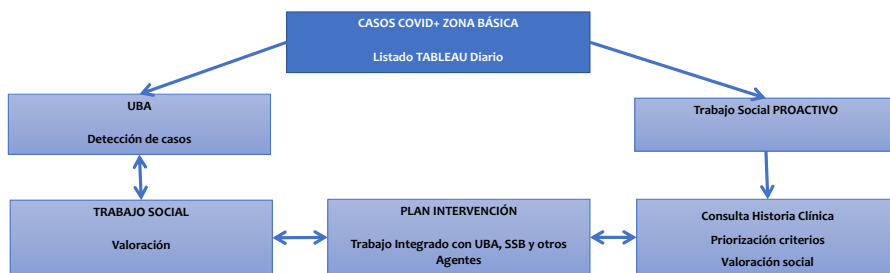 CASOS COVID+ ZONA BÁSICA
Listado TABLEAU Diario
UBA
Detección de casos
Trabajo Social PROACTIVO
TRABAJO SOCIAL
Valoración
PLAN INTERVENCIÓN
Trabajo Integrado con UBA, SSB y otros
Agentes
Consulta Historia Clínica
Priorización criterios
Valoración social